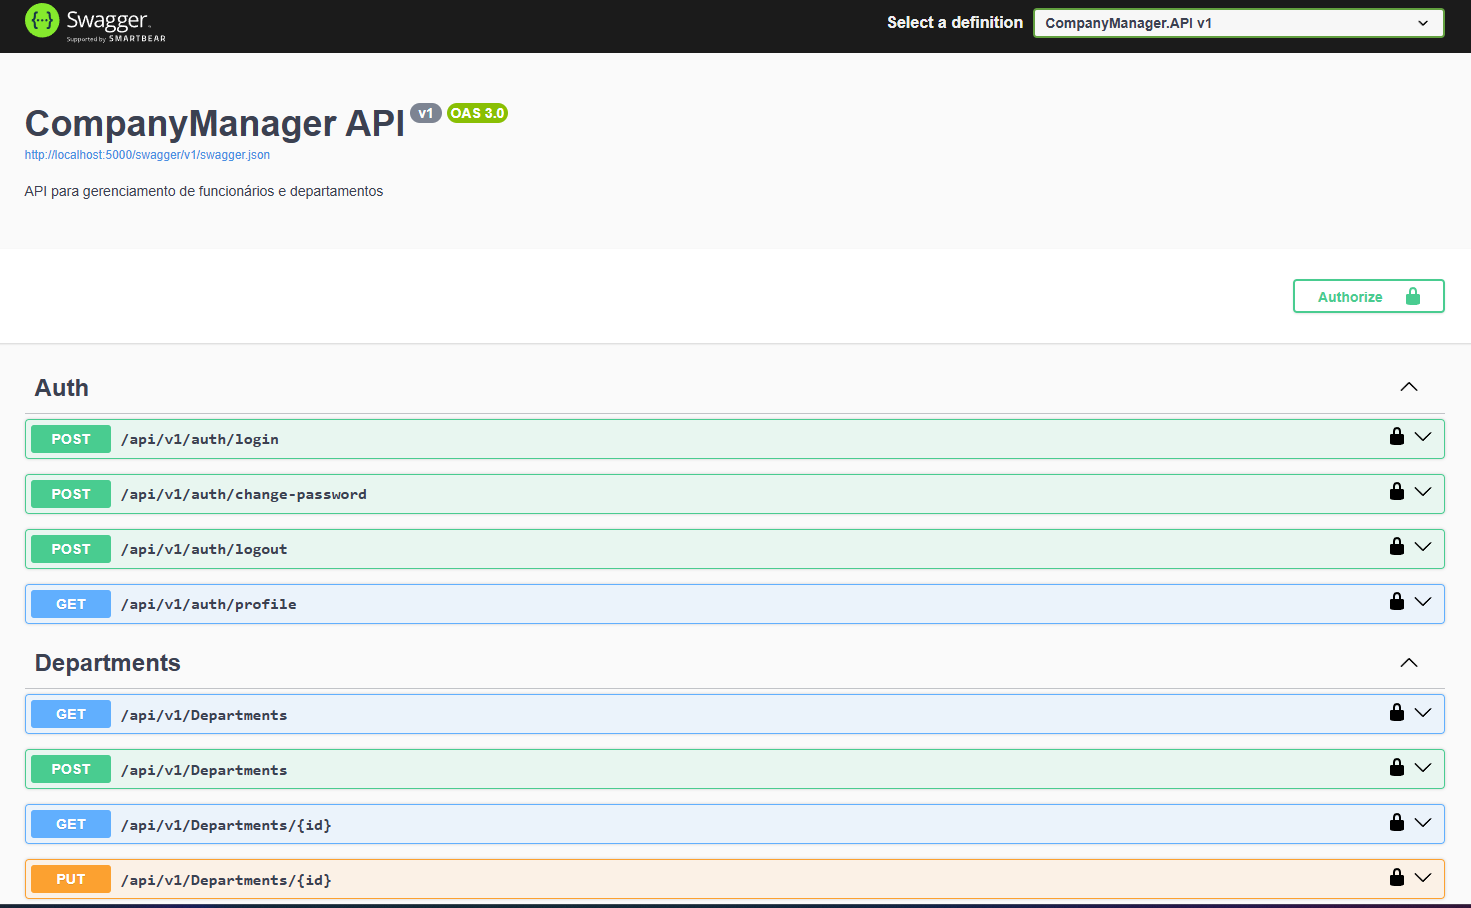 Swagger
Supported by SMARTBEAR
Select a definition
CompanyManager.API v1
CompanyManager API v1 OAS 3.0
http://localhost:5000/swagger/v1/swagger.json
API para gerenciamento de funcionários e departamentos
Authorize
Auth
POST /api/v1/auth/login
POST /api/v1/auth/change-password
POST /api/v1/auth/logout
GET /api/v1/auth/profile
Departments
GET /api/v1/Departments
POST /api/v1/Departments
GET /api/v1/Departments/{id}
PUT /api/v1/Departments/{id}